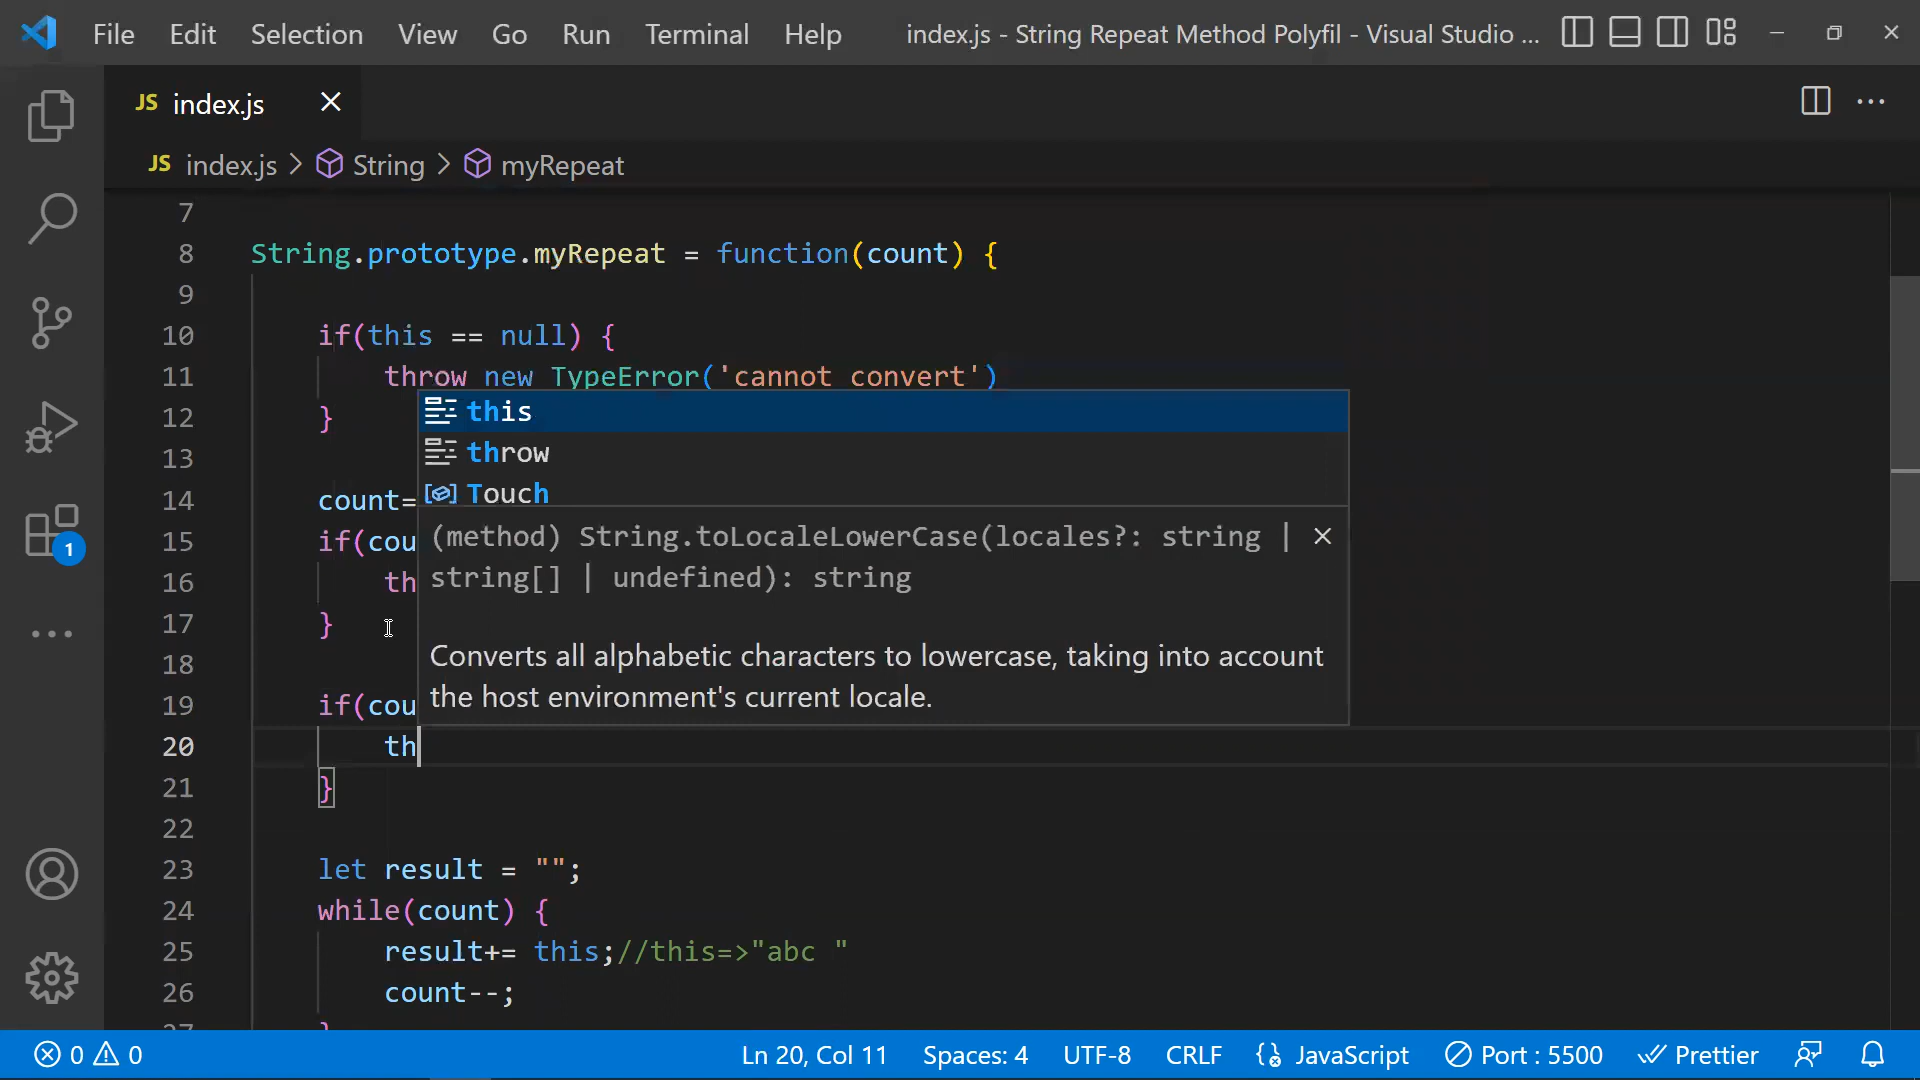 File Edit Selection View Go Run Terminal Help index.js - String Repeat Method Polyfil - Visual Studio ...
JS index.js
JS index.js > String > myRepeat
7
8 String.prototype.myRepeat = function(count) {
9
10 if(this == null) {
11 throw new TypeError('cannot convert')
12 }
13
14 count=
15 if(cou
16 th
17 }
18
19 if(cou
20 th
21 }
22
23 let result = "";
24 while(count) {
25 result+= this;//this=>"abc "
26 count--;
27 }
this
throw
Touch
(method) String.toLocaleLowerCase(locales?: string |
string[] | undefined): string
Converts all alphabetic characters to lowercase, taking into account
the host environment's current locale.
1
0 0 Ln 20, Col 11 Spaces: 4 UTF-8 CRLF JavaScript Port : 5500 Prettier